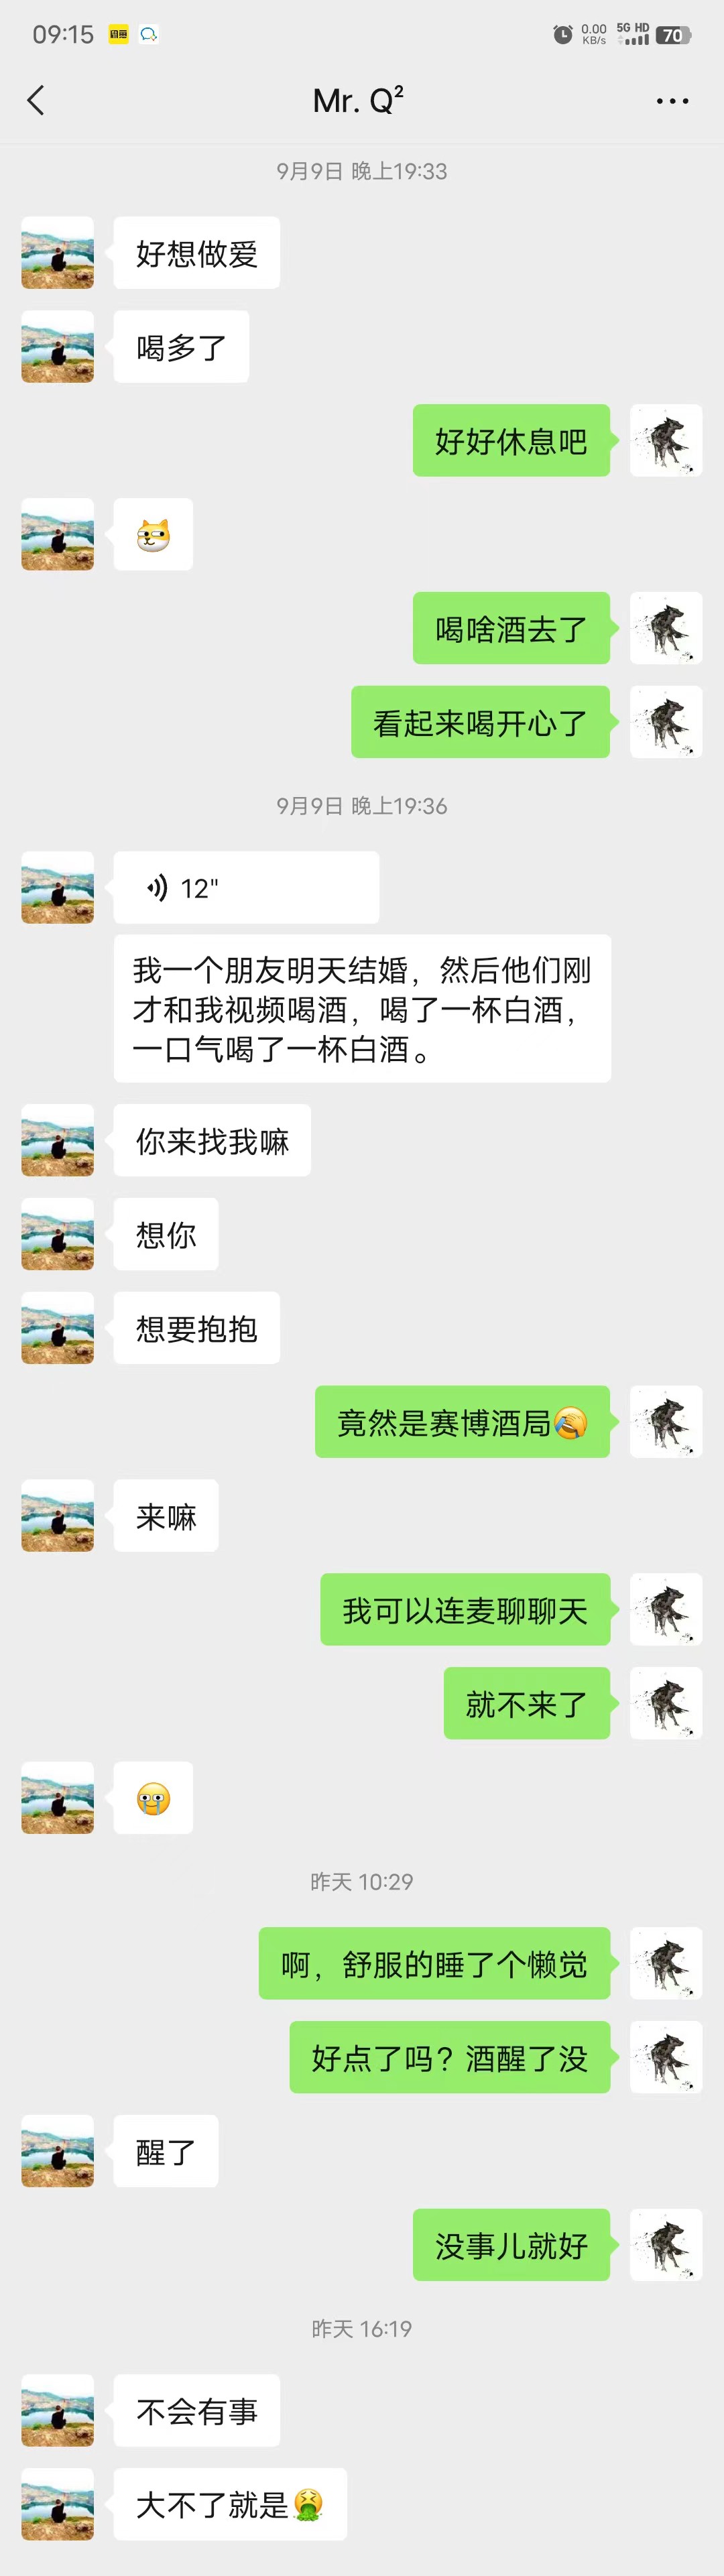 09:15
0.00
KB/s
5G HD
70
Mr. Q²
9月9日 晚上19:33
好想做爱
喝多了
好好休息吧
喝啥酒去了
看起来喝开心了
9月9日 晚上19:36
12"
我一个朋友明天结婚，然后他们刚
才和我视频喝酒，喝了一杯白酒，
一口气喝了一杯白酒。
你来找我嘛
想你
想要抱抱
竟然是赛博酒局🤣
来嘛
我可以连麦聊聊天
就不来了
昨天 10:29
啊，舒服的睡了个懒觉
好点了吗？酒醒了没
醒了
没事儿就好
昨天 16:19
不会有事
大不了就是🤮